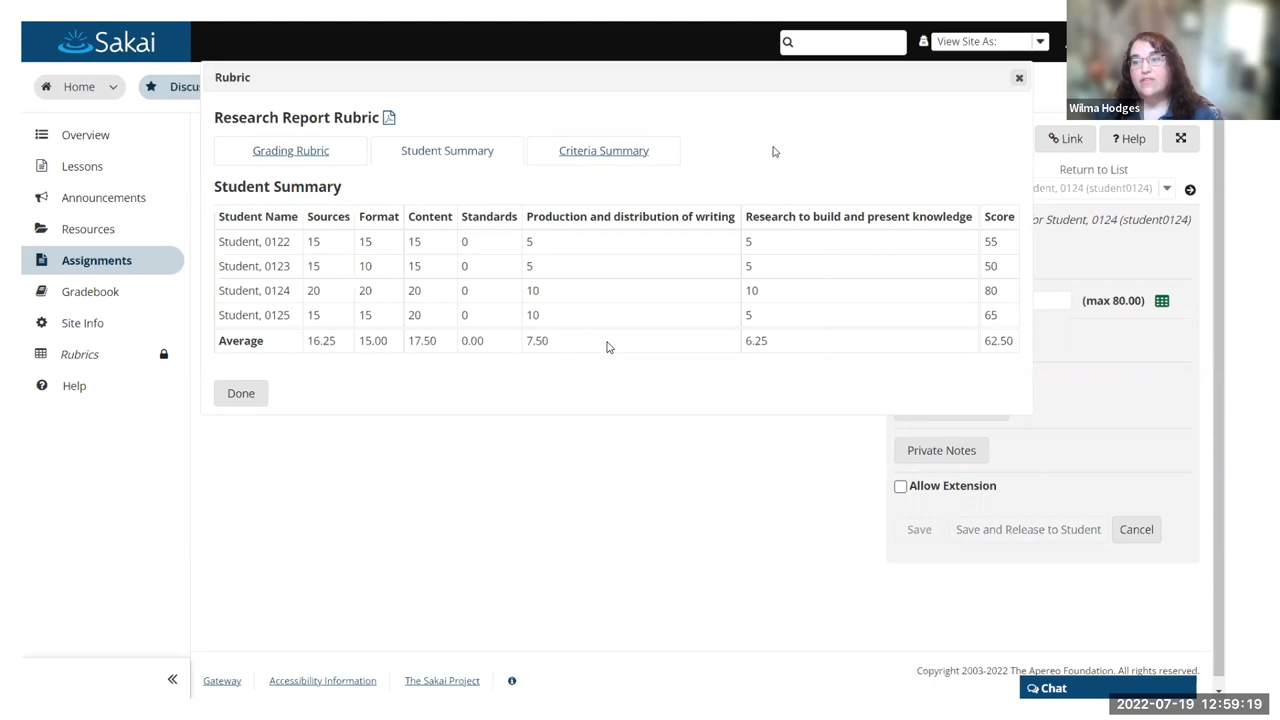 Sakai
View Site As:
Wilma Hodges
Home
Discu
Rubric
Overview
Lessons
Announcements
Resources
Assignments
Gradebook
Site Info
Rubrics
Help
Research Report Rubric
Grading Rubric Student Summary Criteria Summary
Student Summary
Student Name Sources Format Content Standards Production and distribution of writing Research to build and present knowledge Score
Student, 0122 15 15 15 0 5 5 55
Student, 0123 15 10 15 0 5 5 50
Student, 0124 20 20 20 0 10 10 80
Student, 0125 15 15 20 0 10 5 65
Average 16.25 15.00 17.50 0.00 7.50 6.25 62.50
Done
Link ? Help
Return to List
dent, 0124 (student0124)
or Student, 0124 (student0124)
(max 80.00)
Private Notes
Allow Extension
Save Save and Release to Student Cancel
Gateway Accessibility Information The Sakai Project
Copyright 2003-2022 The Apereo Foundation. All rights reserved.
Chat
2022-07-19 12:59:19